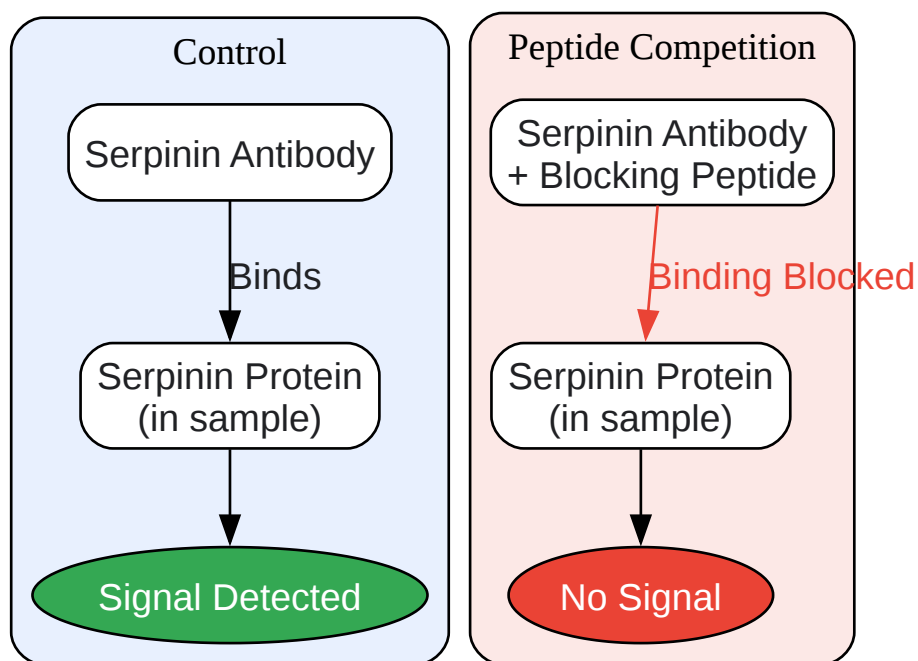 Control
Serpinin Antibody
Binds
Serpinin Protein
(in sample)
Signal Detected
Peptide Competition
Serpinin Antibody
+ Blocking Peptide
Binding Blocked
Serpinin Protein
(in sample)
No Signal